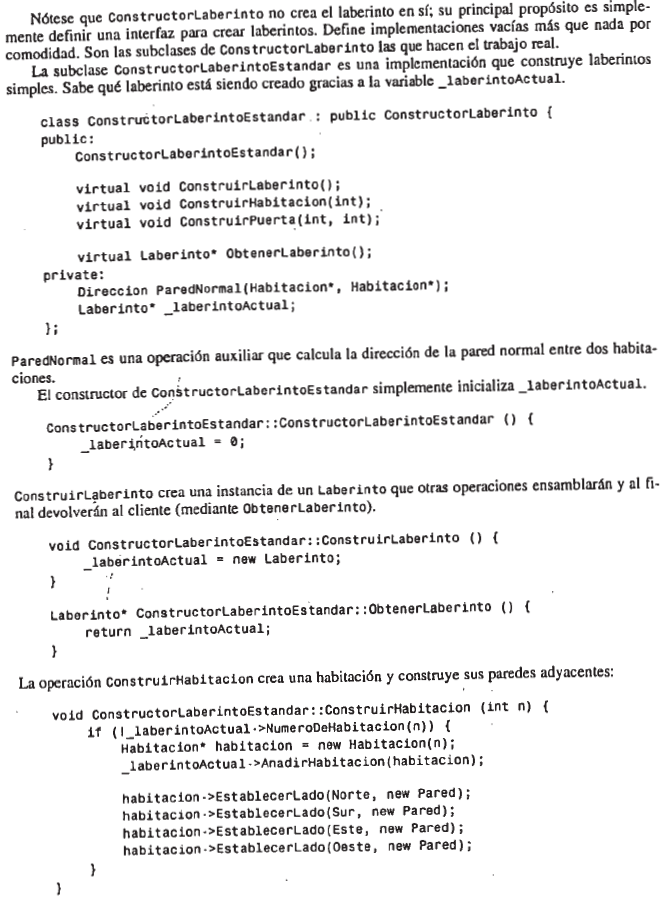 Nótese que ConstructorLaberinto no crea el laberinto en sí; su principal propósito es simple-
mente definir una interfaz para crear laberintos. Define implementaciones vacías más que nada por
comodidad. Son las subclases de ConstructorLaberinto las que hacen el trabajo real.
La subclase ConstructorLaberintoEstandar es una implementación que construye laberintos
simples. Sabe qué laberinto está siendo creado gracias a la variable _laberintoActual.
class ConstructorLaberintoEstandar : public ConstructorLaberinto {
public:
ConstructorLaberintoEstandar();
virtual void ConstruirLaberinto();
virtual void ConstruirHabitacion(int);
virtual void ConstruirPuerta(int, int);
virtual Laberinto* ObtenerLaberinto();
private:
Direccion ParedNormal(Habitacion*, Habitacion*);
Laberinto* _laberintoActual;
};
ParedNormal es una operación auxiliar que calcula la dirección de la pared normal entre dos habita-
ciones.
El constructor de ConstructorLaberintoEstandar simplemente inicializa _laberintoActual.
ConstructorLaberintoEstandar::ConstructorLaberintoEstandar () {
_laberintoActual = 0;
}
ConstruirLaberinto crea una instancia de un Laberinto que otras operaciones ensamblarán y al fi-
nal devolverán al cliente (mediante ObtenerLaberinto).
void ConstructorLaberintoEstandar::ConstruirLaberinto () {
_laberintoActual = new Laberinto;
}
Laberinto* ConstructorLaberintoEstandar::ObtenerLaberinto () {
return _laberintoActual;
}
La operación ConstruirHabitacion crea una habitación y construye sus paredes adyacentes:
void ConstructorLaberintoEstandar::ConstruirHabitacion (int n) {
if (!_laberintoActual->NumeroDeHabitacion(n)) {
Habitacion* habitacion = new Habitacion(n);
_laberintoActual->AnadirHabitacion(habitacion);
habitacion->EstablecerLado(Norte, new Pared);
habitacion->EstablecerLado(Sur, new Pared);
habitacion->EstablecerLado(Este, new Pared);
habitacion->EstablecerLado(Oeste, new Pared);
}
}